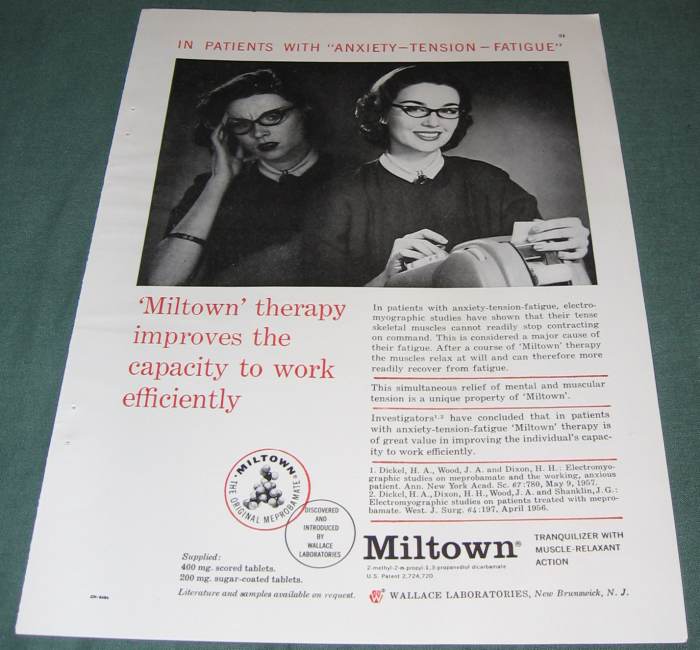 IN PATIENTS WITH "ANXIETY—TENSION—FATIGUE"
'Miltown' therapy
improves the
capacity to work
efficiently
In patients with anxiety-tension-fatigue, electro-
myographic studies have shown that their tense
skeletal muscles cannot readily stop contracting
on command. This is considered a major cause of
their fatigue. After a course of 'Miltown' therapy
the muscles relax at will and can therefore more
readily recover from fatigue.
This simultaneous relief of mental and muscular
tension is a unique property of 'Miltown'.
Investigators¹·² have concluded that in patients
with anxiety-tension-fatigue 'Miltown' therapy is
of great value in improving the individual's capac-
ity to work efficiently.
1. Dickel, H. A., Wood, J. A. and Dixon, H. H.: Electromyo-
graphic studies on meprobamate and the working, anxious
patient. Ann. New York Acad. Sc. 67:780, May 9, 1957.
2. Dickel, H. A., Dixon, H. H., Wood, J. A. and Shanklin, J. G.:
Electromyographic studies on patients treated with mepro-
bamate. West. J. Surg. 64:197, April 1956.
MILTOWN®
THE ORIGINAL MEPROBAMATE
DISCOVERED
AND
INTRODUCED
BY
WALLACE
LABORATORIES
Miltown®
TRANQUILIZER WITH
MUSCLE-RELAXANT
ACTION
2-methyl-2-n-propyl-1,3-propanediol dicarbamate
U.S. Patent 2,724,720
Supplied:
400 mg. scored tablets.
200 mg. sugar-coated tablets.
Literature and samples available on request.
W WALLACE LABORATORIES, New Brunswick, N. J.